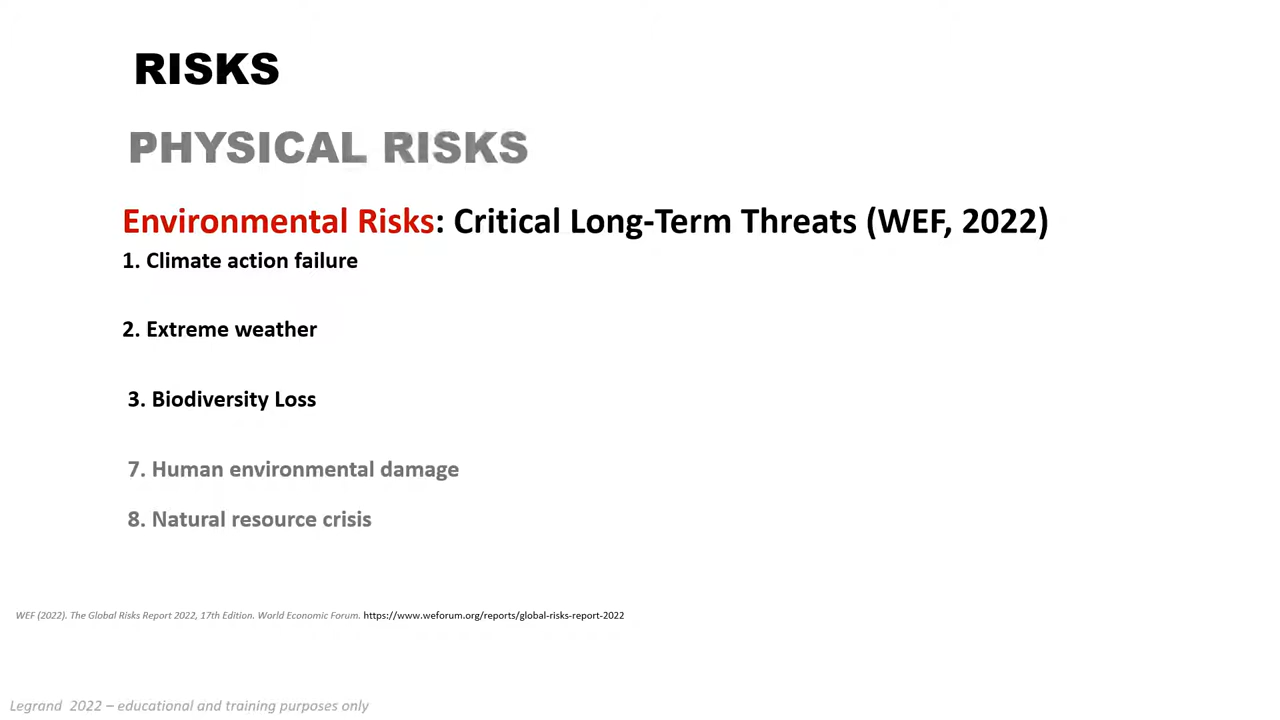 RISKS
PHYSICAL RISKS
Environmental Risks: Critical Long-Term Threats (WEF, 2022)
1. Climate action failure
2. Extreme weather
3. Biodiversity Loss
7. Human environmental damage
8. Natural resource crisis
WEF (2022). The Global Risks Report 2022, 17th Edition. World Economic Forum. https://www.weforum.org/reports/global-risks-report-2022
Legrand 2022 – educational and training purposes only